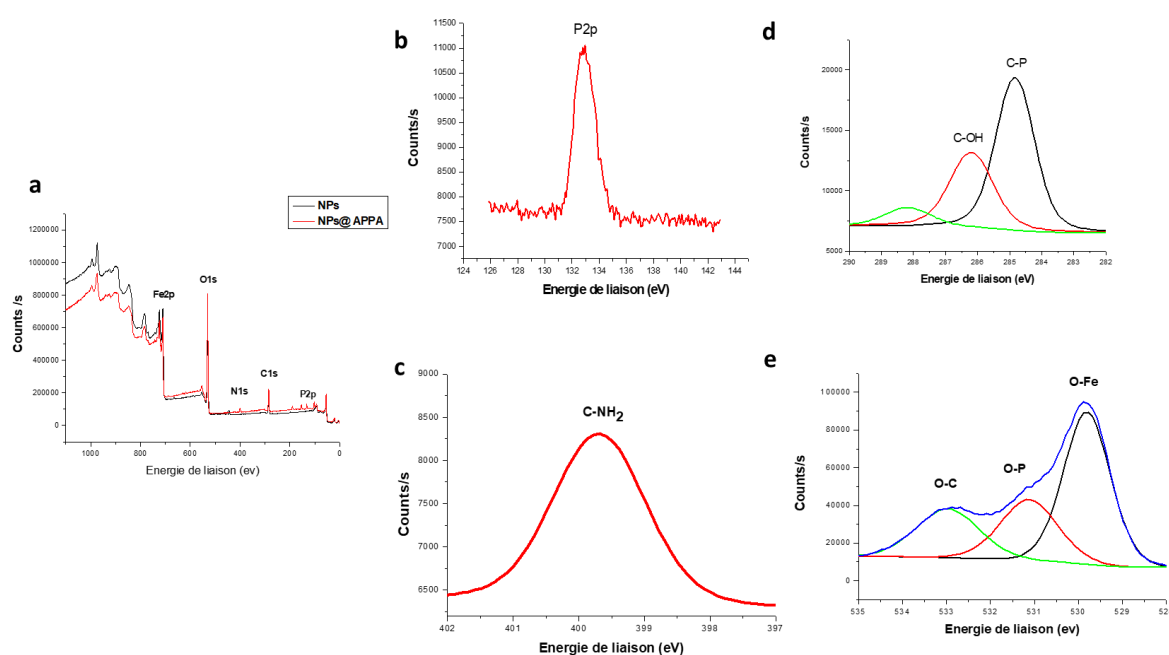 a
NPs
NPs@ APPA
1200000
1000000
800000
600000
400000
200000
0
Counts /s
Fe2p
O1s
N1s
C1s
P2p
1000 800 600 400 200 0
Energie de liaison (ev)
b
P2p
11500
11000
10500
10000
9500
9000
8500
8000
7500
7000
Counts/s
124 126 128 130 132 134 136 138 140 142 144
Energie de liaison (eV)
c
C-NH2
9000
8500
8000
7500
7000
6500
Counts/s
402 401 400 399 398 397
Energie de liaison (eV)
d
C-P
C-OH
20000
15000
10000
5000
Counts/s
290 289 288 287 286 285 284 283 282
Energie de liaison (eV)
e
O-Fe
O-P
O-C
100000
80000
60000
40000
20000
0
Counts/s
535 534 533 532 531 530 529
Energie de liaison (ev)